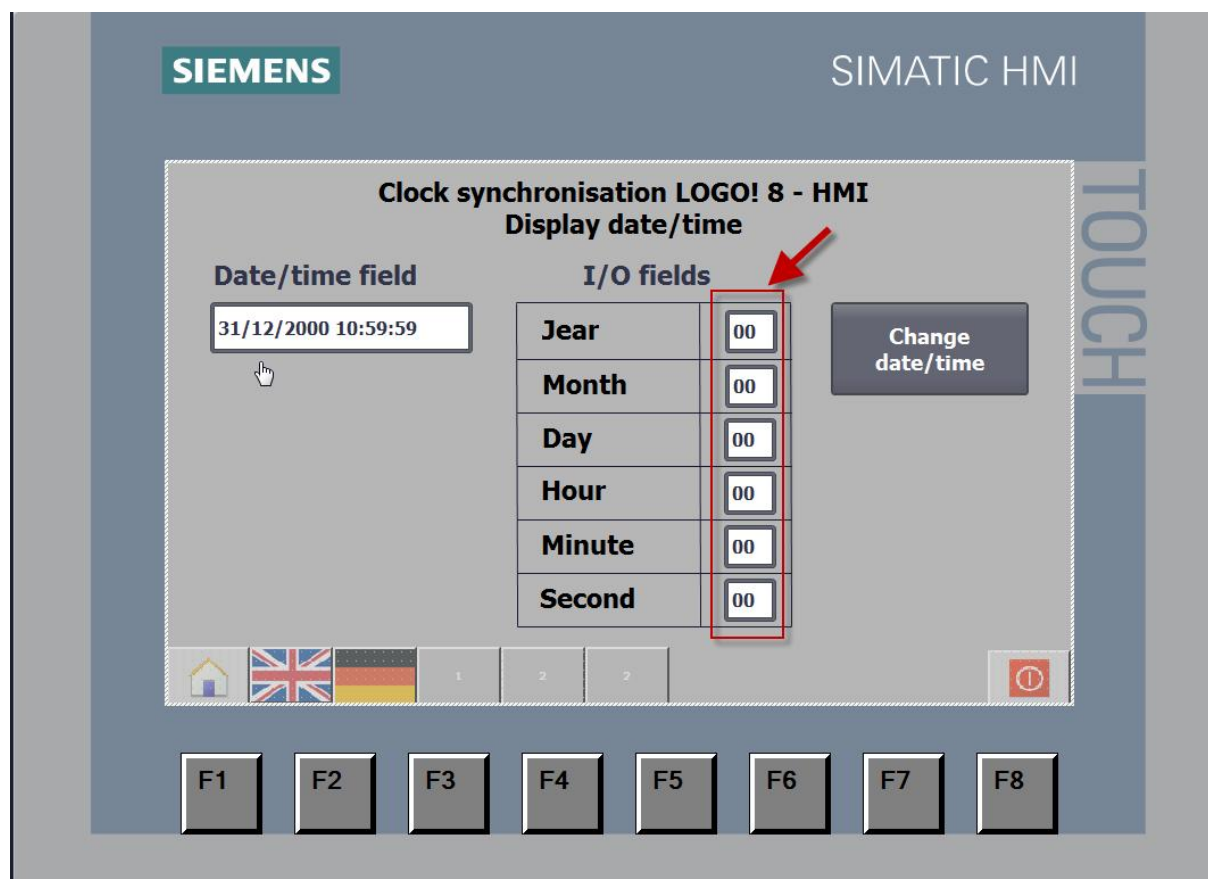 SIEMENS
SIMATIC HMI
TOUCH
Clock synchronisation LOGO! 8 - HMI
Display date/time
Date/time field
I/O fields
31/12/2000 10:59:59
Jear 00
Month 00
Day 00
Hour 00
Minute 00
Second 00
Change
date/time
1 2 2
F1 F2 F3 F4 F5 F6 F7 F8